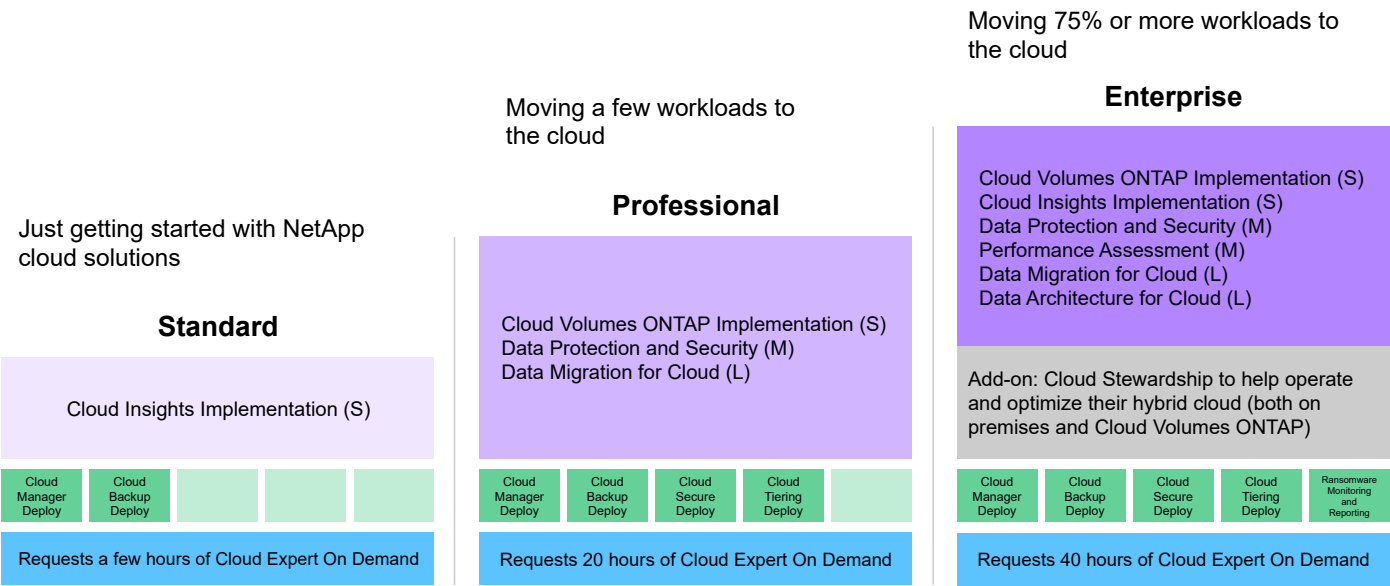 Just getting started with NetApp
cloud solutions
Standard
Cloud Insights Implementation (S)
Cloud
Manager
Deploy
Cloud
Backup
Deploy
Requests a few hours of Cloud Expert On Demand
Moving a few workloads to
the cloud
Professional
Cloud Volumes ONTAP Implementation (S)
Data Protection and Security (M)
Data Migration for Cloud (L)
Cloud
Manager
Deploy
Cloud
Backup
Deploy
Cloud
Secure
Deploy
Cloud
Tiering
Deploy
Requests 20 hours of Cloud Expert On Demand
Moving 75% or more workloads to
the cloud
Enterprise
Cloud Volumes ONTAP Implementation (S)
Cloud Insights Implementation (S)
Data Protection and Security (M)
Performance Assessment (M)
Data Migration for Cloud (L)
Data Architecture for Cloud (L)
Add-on: Cloud Stewardship to help operate
and optimize their hybrid cloud (both on
premises and Cloud Volumes ONTAP)
Cloud
Manager
Deploy
Cloud
Backup
Deploy
Cloud
Secure
Deploy
Cloud
Tiering
Deploy
Ransomware
Monitoring
and
Reporting
Requests 40 hours of Cloud Expert On Demand